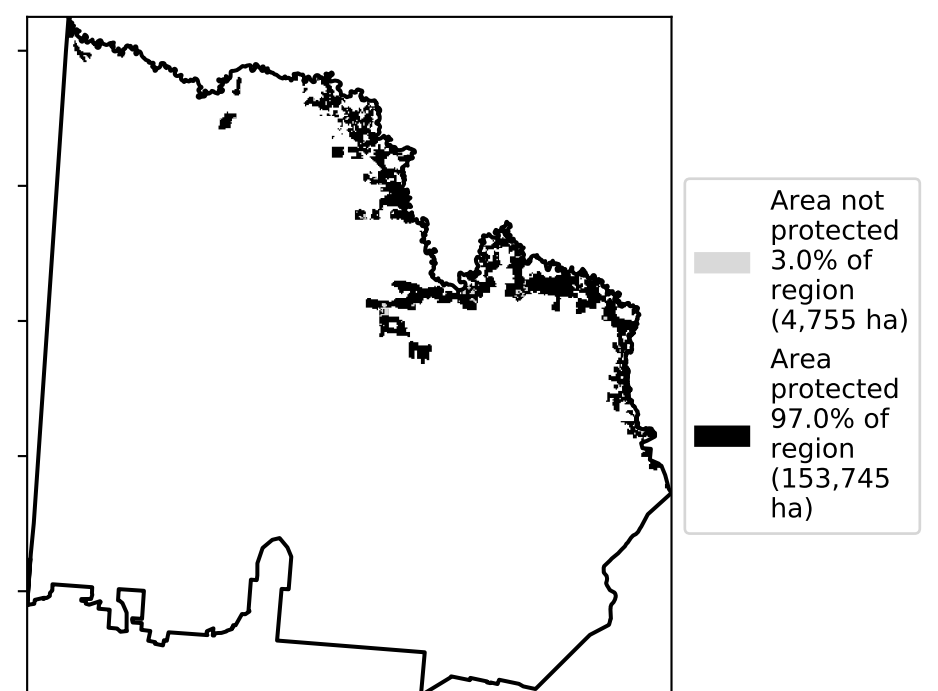 Area not
protected
3.0% of
region
(4,755 ha)
Area
protected
97.0% of
region
(153,745
ha)